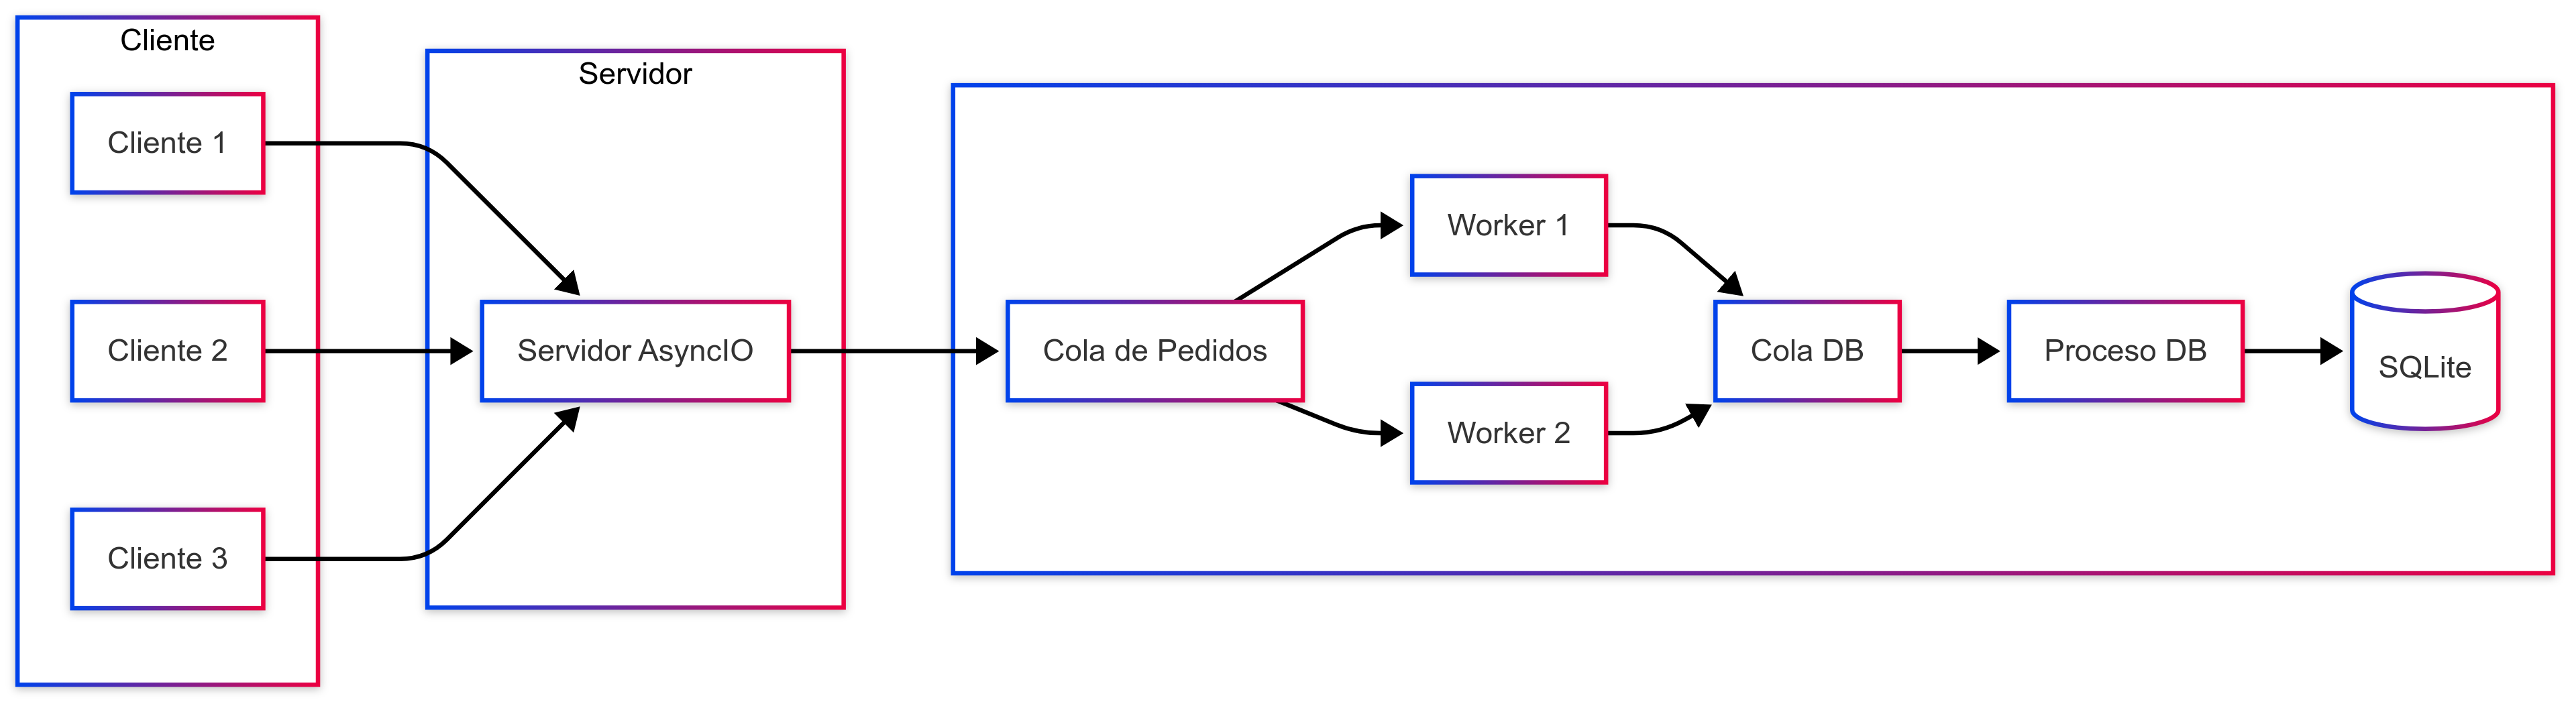 Cliente
Cliente 1
Cliente 2
Cliente 3
Servidor
Servidor AsyncIO
Cola de Pedidos
Worker 1
Worker 2
Cola DB
Proceso DB
SQLite